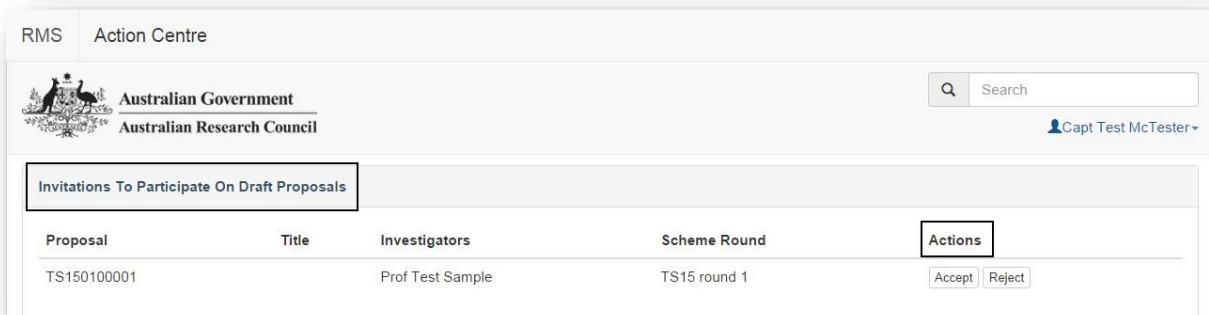 RMS Action Centre
Australian Government
Australian Research Council
Search
Capt Test McTester
Invitations To Participate On Draft Proposals
Proposal Title Investigators Scheme Round Actions
TS150100001 Prof Test Sample TS15 round 1 Accept Reject